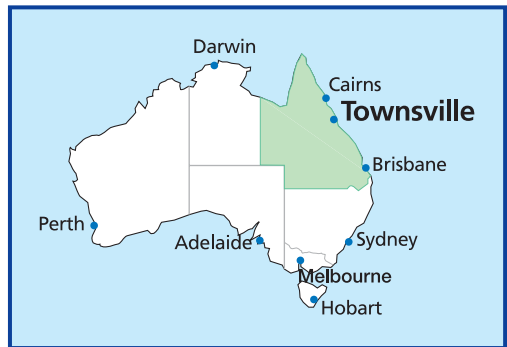 Darwin
Cairns
Townsville
Brisbane
Perth
Adelaide
Sydney
Melbourne
Hobart